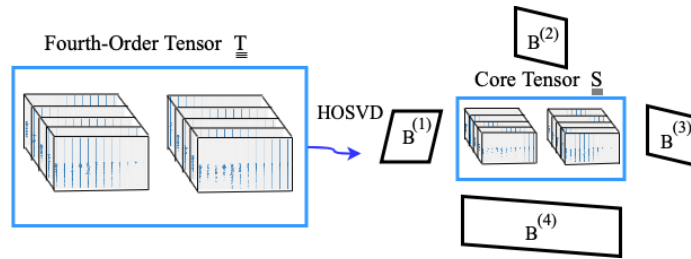 Fourth-Order Tensor T
HOSVD
B(1)
B(2)
Core Tensor S
B(3)
B(4)